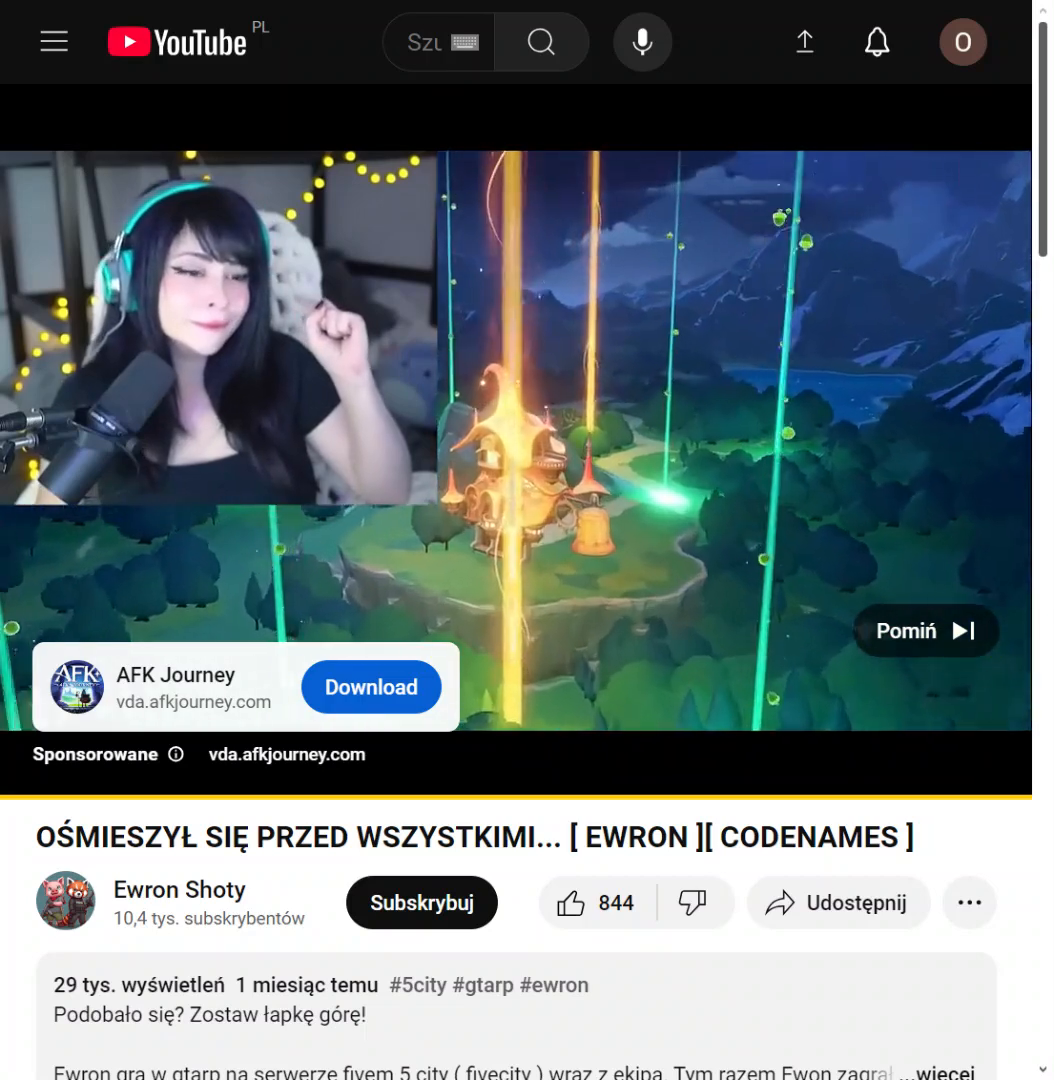 YouTube PL
Szu
O
Pomiń
AFK
AFK Journey
vda.afkjourney.com
Download
Sponsorowane
vda.afkjourney.com
OŚMIESZYŁ SIĘ PRZED WSZYSTKIMI... [ EWRON ][ CODENAMES ]
Ewron Shoty
10,4 tys. subskrybentów
Subskrybuj
844
Udostępnij
29 tys. wyświetleń 1 miesiąc temu #5city #gtarp #ewron
Podobało się? Zostaw łapkę górę!
Ewron gra w gtarp na serwerze fivem 5 city ( fivecity ) wraz z ekipą. Tym razem Ewon zagrał ...więcej